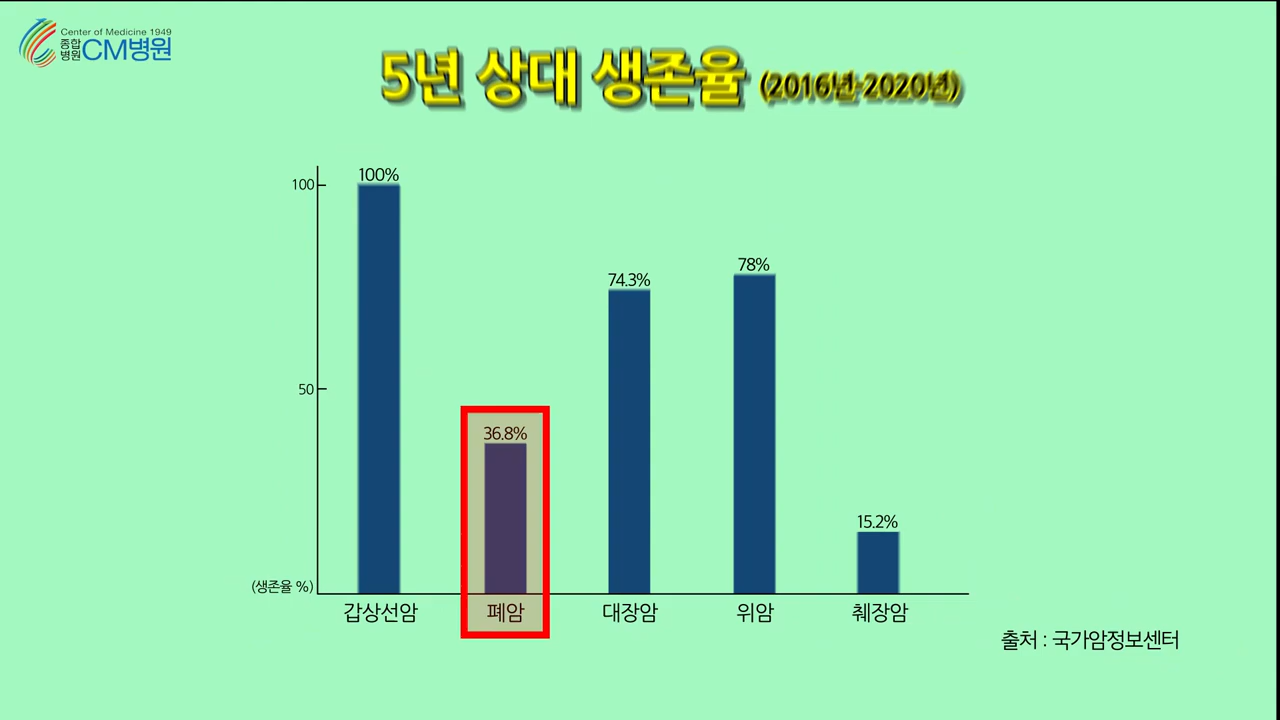 Center of Medicine 1949
종합병원 CM병원
5년 상대 생존율 (2016년-2020년)
100%
100
78%
74.3%
50
36.8%
15.2%
(생존율 %)
갑상선암 폐암 대장암 위암 췌장암
출처 : 국가암정보센터